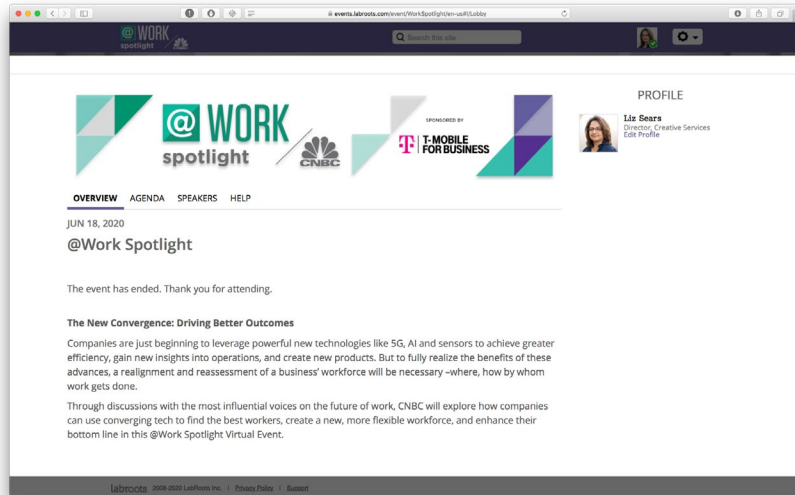 events.labroots.com/event/WorkSpotlight/en-us#!/Lobby
@ WORK
spotlight
Search this site
@ WORK
spotlight
CNBC
SPONSORED BY
T-MOBILE
FOR BUSINESS
PROFILE
Liz Sears
Director, Creative Services
Edit Profile
OVERVIEW AGENDA SPEAKERS HELP
JUN 18, 2020
@Work Spotlight
The event has ended. Thank you for attending.
The New Convergence: Driving Better Outcomes
Companies are just beginning to leverage powerful new technologies like 5G, AI and sensors to achieve greater
efficiency, gain new insights into operations, and create new products. But to fully realize the benefits of these
advances, a realignment and reassessment of a business' workforce will be necessary –where, how by whom
work gets done.
Through discussions with the most influential voices on the future of work, CNBC will explore how companies
can use converging tech to find the best workers, create a new, more flexible workforce, and enhance their
bottom line in this @Work Spotlight Virtual Event.
labroots 2008-2020 LabRoots Inc. | Privacy Policy | Support